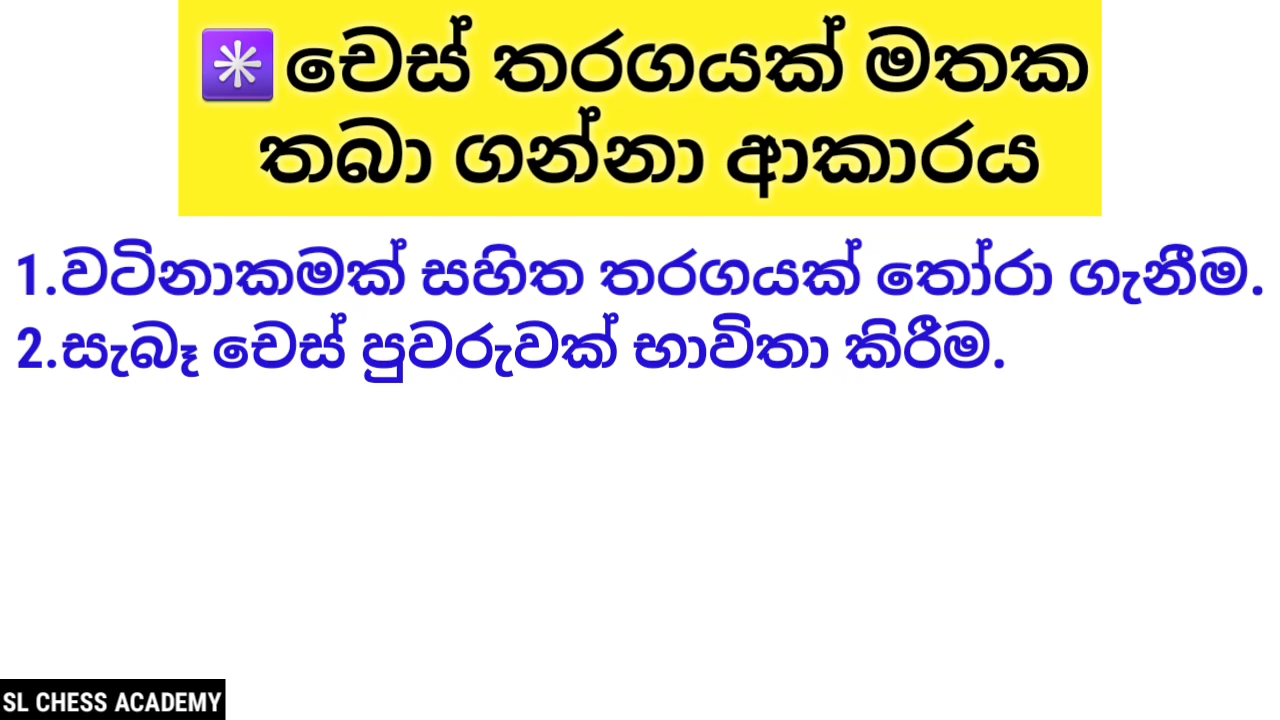 ✳️චෙස් තරගයක් මතක
තබා ගන්නා ආකාරය
1.වටිනාකමක් සහිත තරගයක් තෝරා ගැනීම.
2.සැබෑ චෙස් පුවරුවක් භාවිතා කිරීම.
SL CHESS ACADEMY